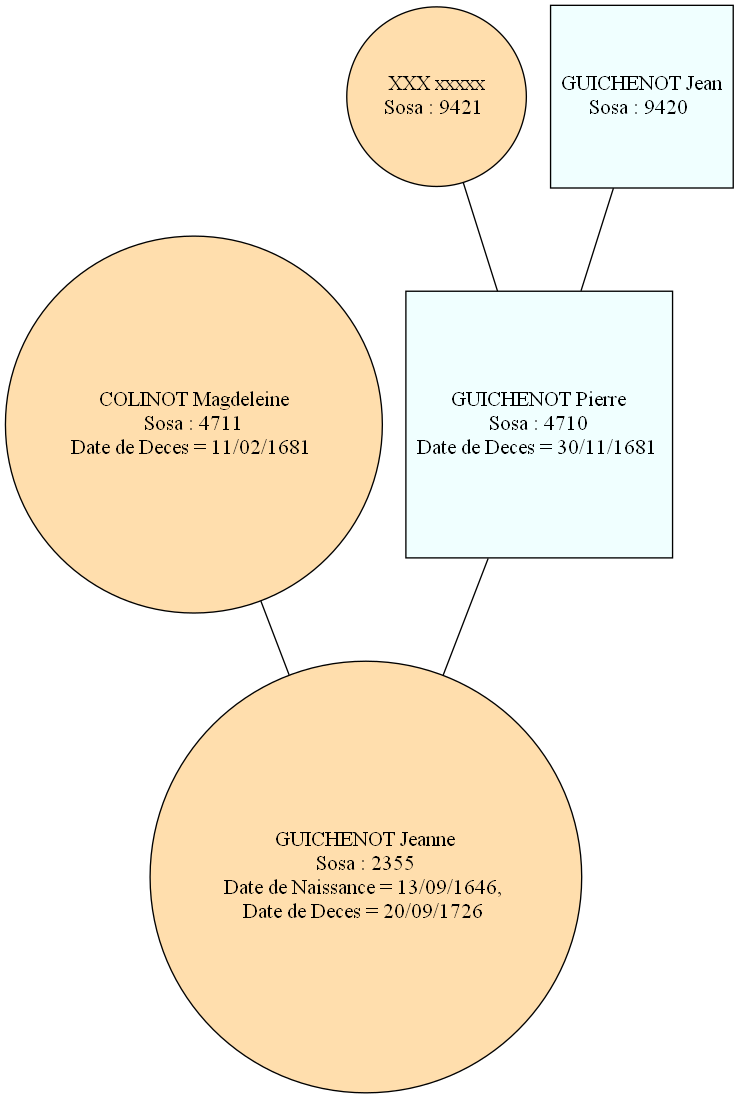 XXX xxxxx
Sosa : 9421
GUICHENOT Jean
Sosa : 9420
COLINOT Magdeleine
Sosa : 4711
Date de Deces = 11/02/1681
GUICHENOT Pierre
Sosa : 4710
Date de Deces = 30/11/1681
GUICHENOT Jeanne
Sosa : 2355
Date de Naissance = 13/09/1646,
Date de Deces = 20/09/1726